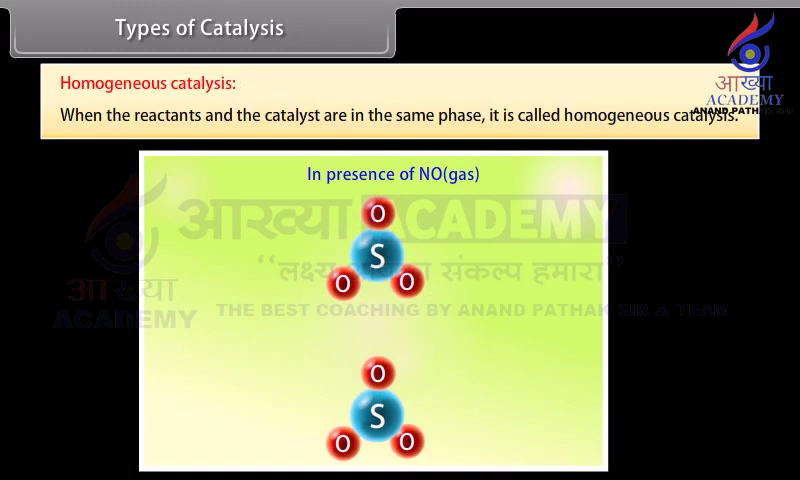 Types of Catalysis
आख्या
ACADEMY
ANAND PATHAK SIR
Homogeneous catalysis:
When the reactants and the catalyst are in the same phase, it is called homogeneous catalysis.
In presence of NO(gas)
O
S
O O
आख्या ACADEMY
‘‘लक्ष्य संकल्प हमारा’’
THE BEST COACHING BY ANAND PATHAK SIR & TEAM
आख्या
ACADEMY
O
S
O O